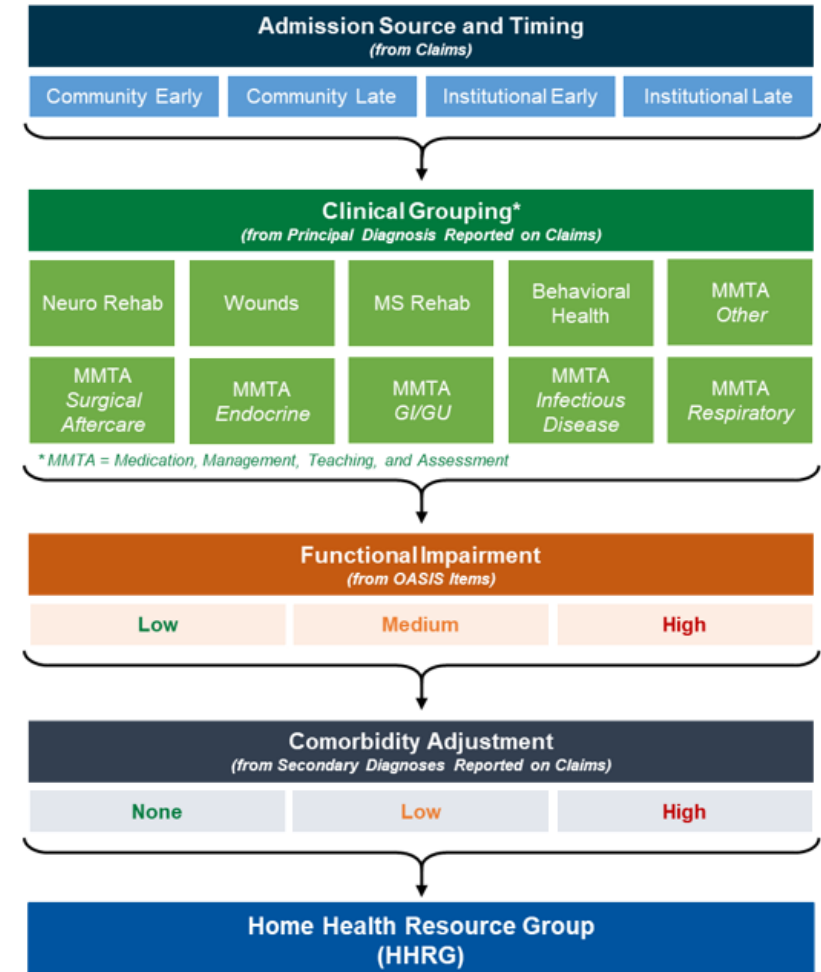 Admission Source and Timing
(from Claims)
Community Early
Community Late
Institutional Early
Institutional Late
Clinical Grouping*
(from Principal Diagnosis Reported on Claims)
Neuro Rehab
Wounds
MS Rehab
Behavioral
Health
MMTA
Other
MMTA
Surgical
Aftercare
MMTA
Endocrine
MMTA
GI/GU
MMTA
Infectious
Disease
MMTA
Respiratory
* MMTA = Medication, Management, Teaching, and Assessment
Functional Impairment
(from OASIS Items)
Low
Medium
High
Comorbidity Adjustment
(from Secondary Diagnoses Reported on Claims)
None
Low
High
Home Health Resource Group
(HHRG)